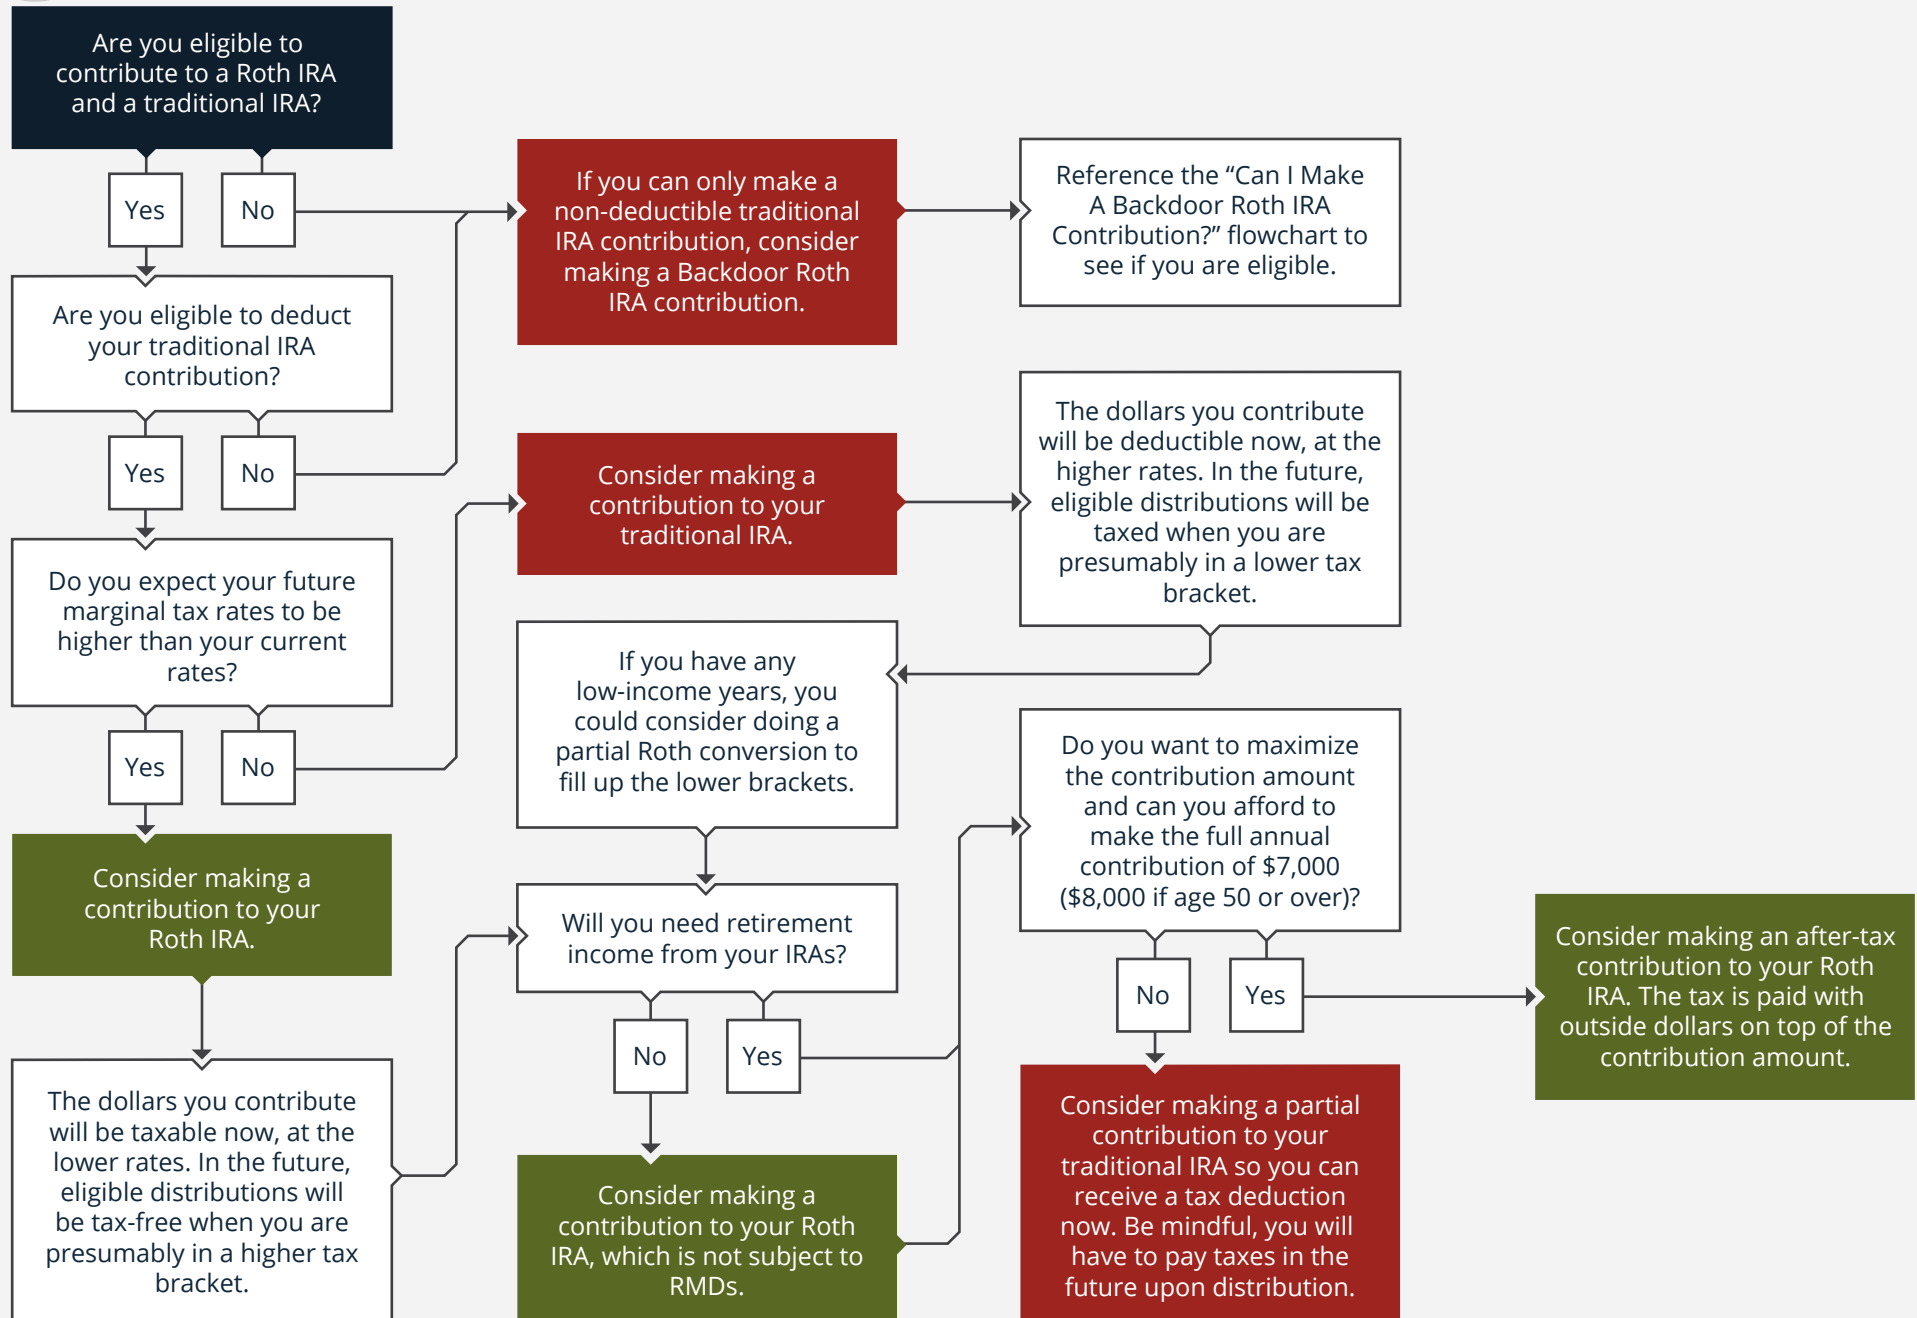 Are you eligible to
contribute to a Roth IRA
and a traditional IRA?
Yes
No
If you can only make a
non-deductible traditional
IRA contribution, consider
making a Backdoor Roth
IRA contribution.
Reference the “Can I Make
A Backdoor Roth IRA
Contribution?” flowchart to
see if you are eligible.
Are you eligible to deduct
your traditional IRA
contribution?
Yes
No
Consider making a
contribution to your
traditional IRA.
The dollars you contribute
will be deductible now, at the
higher rates. In the future,
eligible distributions will be
taxed when you are
presumably in a lower tax
bracket.
Do you expect your future
marginal tax rates to be
higher than your current
rates?
Yes
No
If you have any
low-income years, you
could consider doing a
partial Roth conversion to
fill up the lower brackets.
Consider making a
contribution to your
Roth IRA.
The dollars you contribute
will be taxable now, at the
lower rates. In the future,
eligible distributions will
be tax-free when you are
presumably in a higher tax
bracket.
Will you need retirement
income from your IRAs?
No
Yes
Consider making a
contribution to your Roth
IRA, which is not subject to
RMDs.
Do you want to maximize
the contribution amount
and can you afford to
make the full annual
contribution of $7,000
($8,000 if age 50 or over)?
No
Yes
Consider making a partial
contribution to your
traditional IRA so you can
receive a tax deduction
now. Be mindful, you will
have to pay taxes in the
future upon distribution.
Consider making an after-tax
contribution to your Roth
IRA. The tax is paid with
outside dollars on top of the
contribution amount.